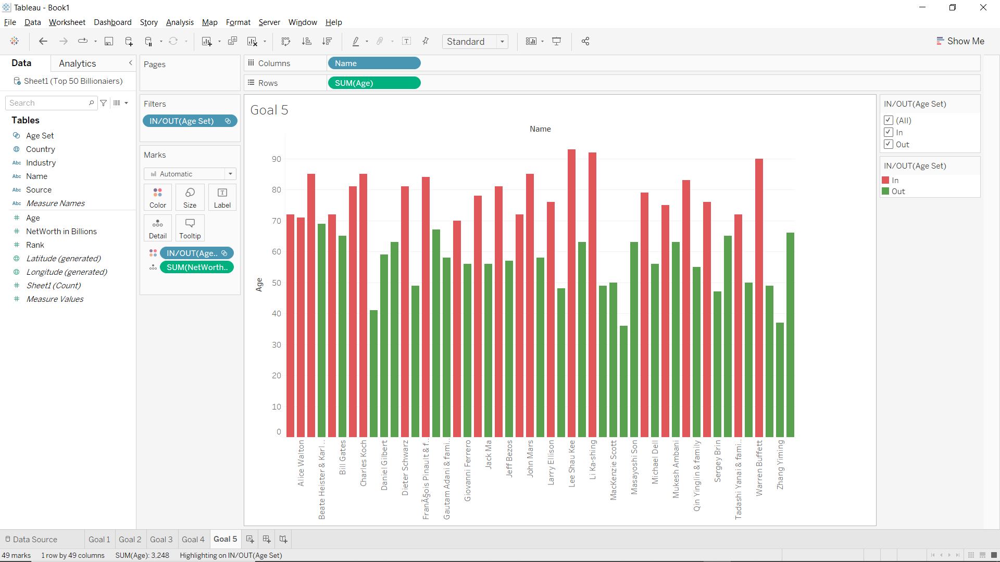 Tableau - Book1
File Data Worksheet Dashboard Story Analysis Map Format Server Window Help
Standard
Show Me
Data
Analytics
Sheet1 (Top 50 Billionaiers)
Search
Tables
Age Set
Country
Abc Industry
Abc Name
Abc Source
Abc Measure Names
# Age
# NetWorth in Billions
# Rank
Latitude (generated)
Longitude (generated)
# Sheet1 (Count)
# Measure Values
Pages
Filters
IN/OUT(Age Set)
Marks
Automatic
Color
Size
Label
Detail
Tooltip
IN/OUT(Age..
SUM(NetWorth..
Columns
Name
Rows
SUM(Age)
Goal 5
Name
Age
90
80
70
60
50
40
30
20
10
0
Alice Walton
Beate Heister & Karl ..
Bill Gates
Charles Koch
Daniel Gilbert
Dieter Schwarz
FranÃ§ois Pinault & f..
Gautam Adani & fami..
Giovanni Ferrero
Jack Ma
Jeff Bezos
John Mars
Larry Ellison
Lee Shau Kee
Li Ka-shing
MacKenzie Scott
Masayoshi Son
Michael Dell
Mukesh Ambani
Qin Yinglin & family
Sergey Brin
Tadashi Yanai & fami..
Warren Buffett
Zhang Yiming
IN/OUT(Age Set)
(All)
In
Out
IN/OUT(Age Set)
In
Out
Data Source
Goal 1
Goal 2
Goal 3
Goal 4
Goal 5
49 marks
1 row by 49 columns
SUM(Age): 3,248
Highlighting on IN/OUT(Age Set)